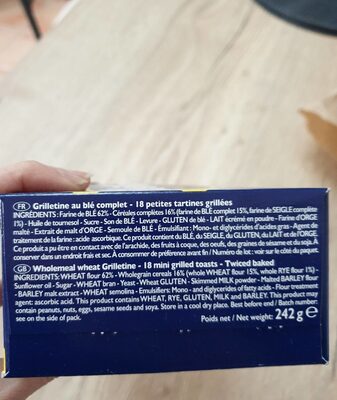 FR Grilletine au blé complet - 18 petites tartines grillées
INGRÉDIENTS: Farine de BLÉ 62% - Céréales complètes 16% (farine de BLÉ complet 15%, farine de SEIGLE complète
1%) - Huile de tournesol - Sucre - Son de BLÉ - Levure - GLUTEN de blé - LAIT écrémé en poudre - Farine d'ORGE
malté - Extrait de malt d'ORGE - Semoule de BLÉ - Émulsifiant : Mono- et diglycérides d'acides gras - Agent de
traitement de la farine : acide ascorbique. Ce produit contient du BLÉ, du SEIGLE, du GLUTEN, du LAIT et de l'ORGE.
Ce produit a pu être en contact avec de l'arachide, des fruits à coque, des oeufs, des graines de sésame et du soja. À
conserver dans un endroit frais et sec. À consommer de préférence avant fin / Numéro de lot : voir sur le côté du paquet.
GB Wholemeal wheat Grilletine - 18 mini grilled toasts - Twiced baked
INGREDIENTS: WHEAT flour 62% - Wholegrain cereals 16% (whole WHEAT flour 15%, whole RYE flour 1%) -
Sunflower oil - Sugar - WHEAT bran - Yeast - Wheat GLUTEN - Skimmed MILK powder - Malted BARLEY flour
- BARLEY malt extract - WHEAT semolina - Emulsifiers: Mono- and diglycerides of fatty acids - Flour treatment
agent: ascorbic acid. This product contains WHEAT, RYE, GLUTEN, MILK and BARLEY. This product may
contain peanuts, nuts, eggs, sesame seeds and soya. Store in a cool dry place. Best before end / Batch number:
see on the side of pack.
Poids net / Net weight: 242 g ℮